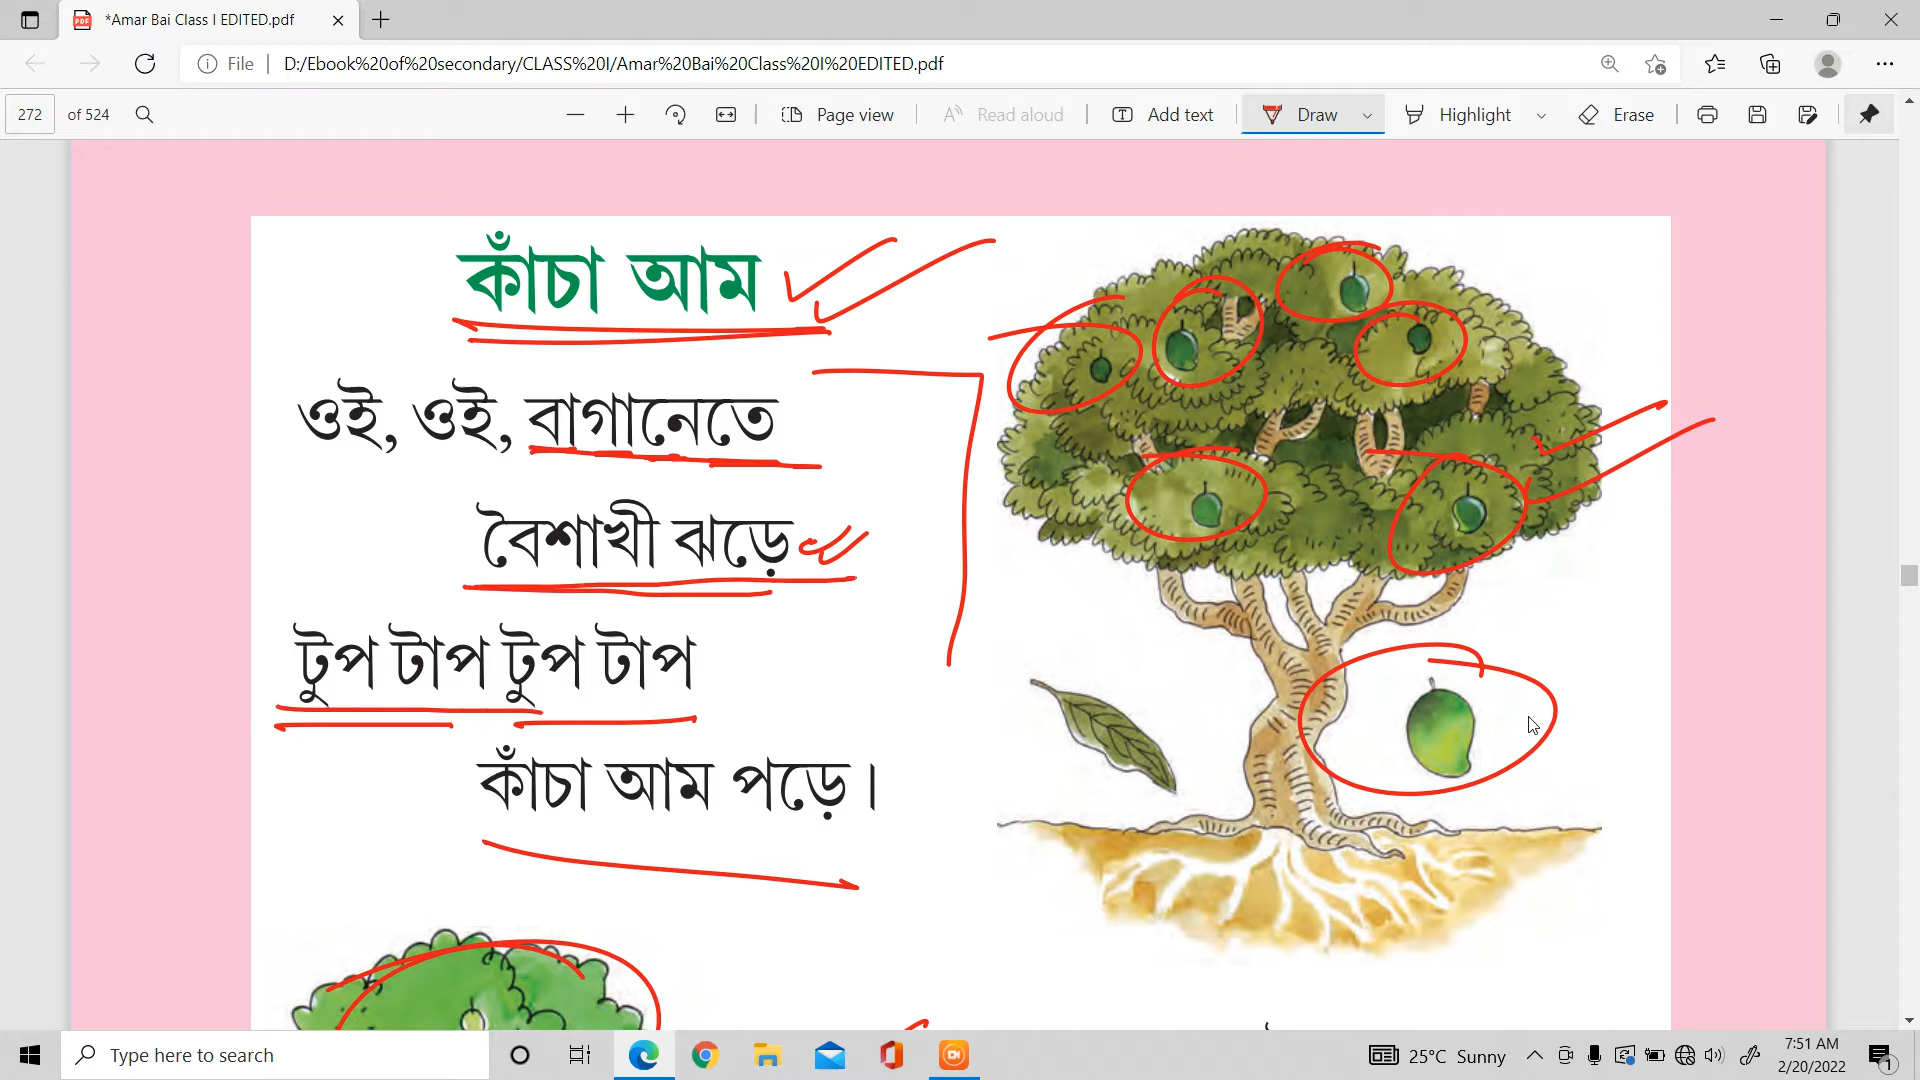 *Amar Bai Class I EDITED.pdf
File D:/Ebook%20of%20secondary/CLASS%20I/Amar%20Bai%20Class%20I%20EDITED.pdf
272 of 524 Page view Read aloud Add text Draw Highlight Erase
কাঁচা আম
ওই, ওই, বাগানেতে
বৈশাখী ঝড়ে
টুপ টাপ টুপ টাপ
কাঁচা আম পড়ে।
Type here to search 25°C Sunny 7:51 AM
2/20/2022
1